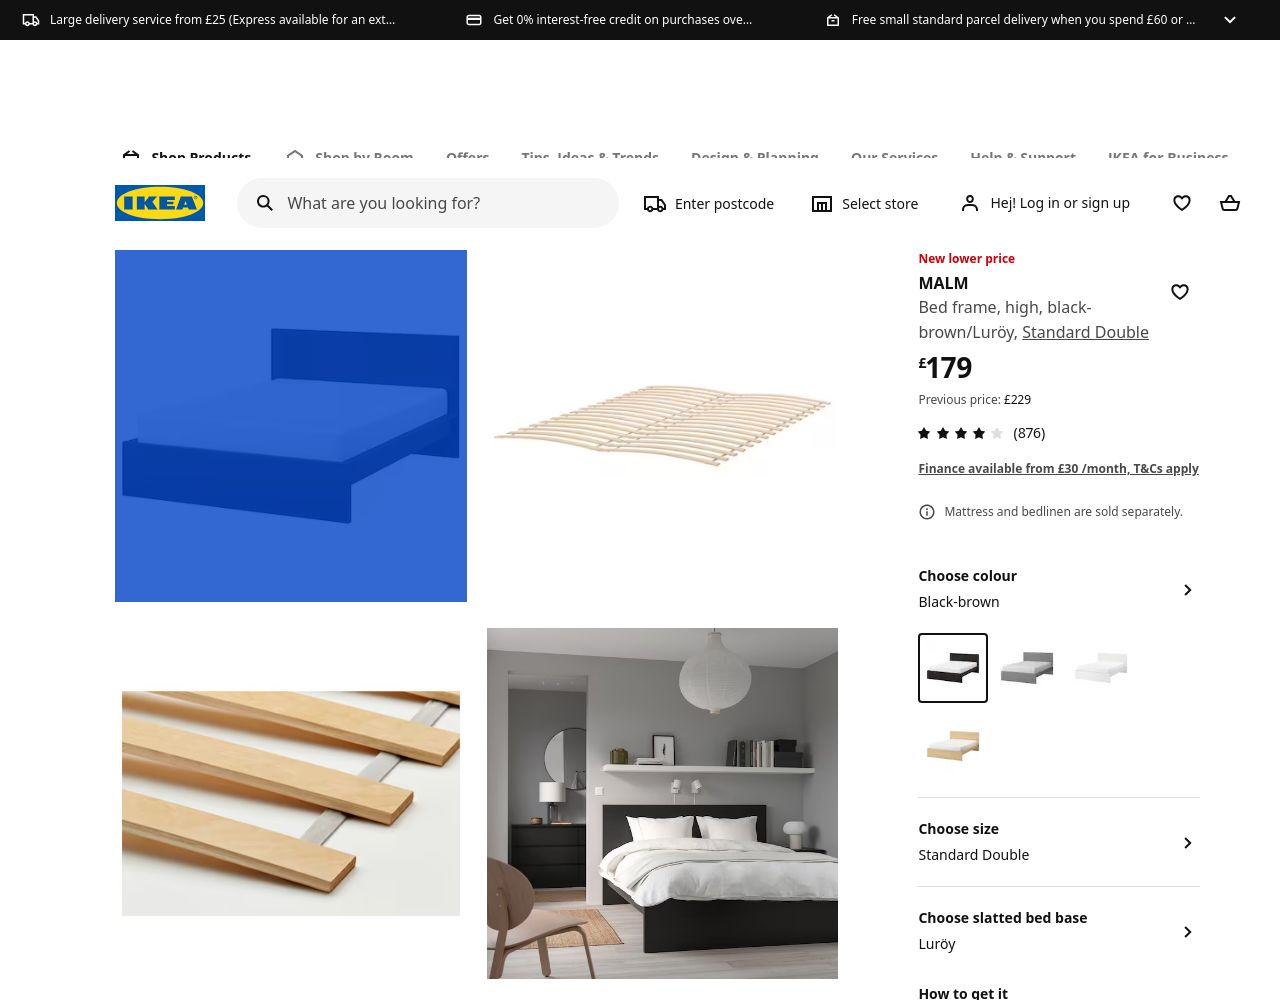 Large delivery service from £25 (Express available for an ext...
Get 0% interest-free credit on purchases ove...
Free small standard parcel delivery when you spend £60 or ...
Shop Products
Shop by Room
Offers
Tips, Ideas & Trends
Design & Planning
Our Services
Help & Support
IKEA for Business
IKEA
What are you looking for?
Enter postcode
Select store
Hej! Log in or sign up
New lower price
MALM
Bed frame, high, black-
brown/Luröy, Standard Double
£179
Previous price: £229
(876)
Finance available from £30 /month, T&Cs apply
Mattress and bedlinen are sold separately.
Choose colour
Black-brown
Choose size
Standard Double
Choose slatted bed base
Luröy
How to get it